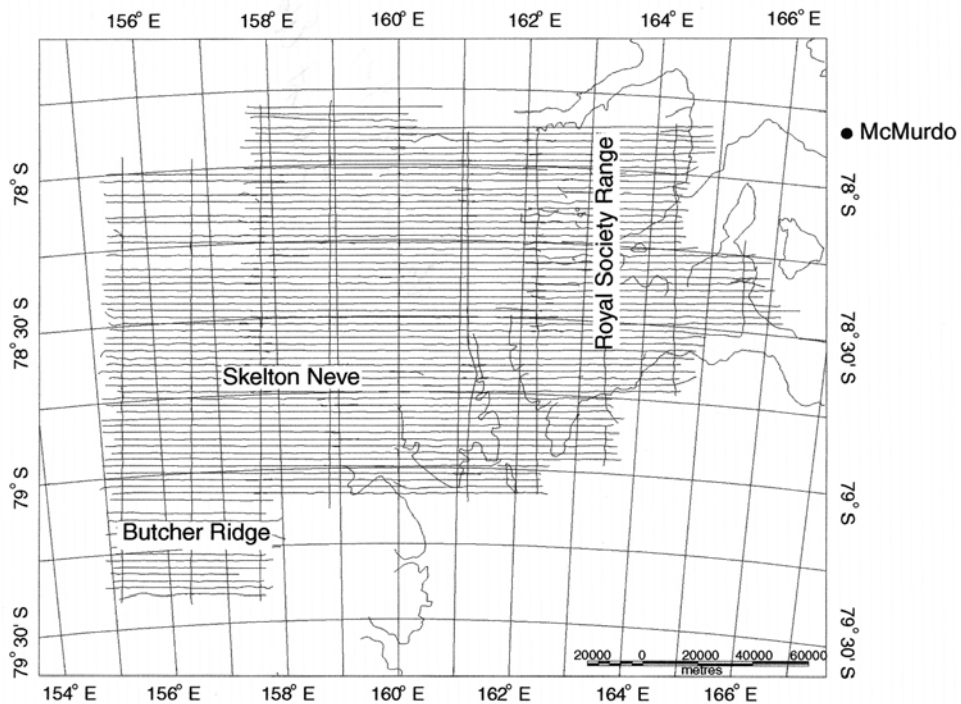 156° E 158° E 160° E 162° E 164° E 166° E
McMurdo
78° S
78° S
Royal Society Range
78° 30' S
78° 30' S
Skelton Neve
79° S
79° S
Butcher Ridge
79° 30' S
79° 30' S
20000 0 20000 40000 60000
metres
154° E 156° E 158° E 160° E 162° E 164° E 166° E